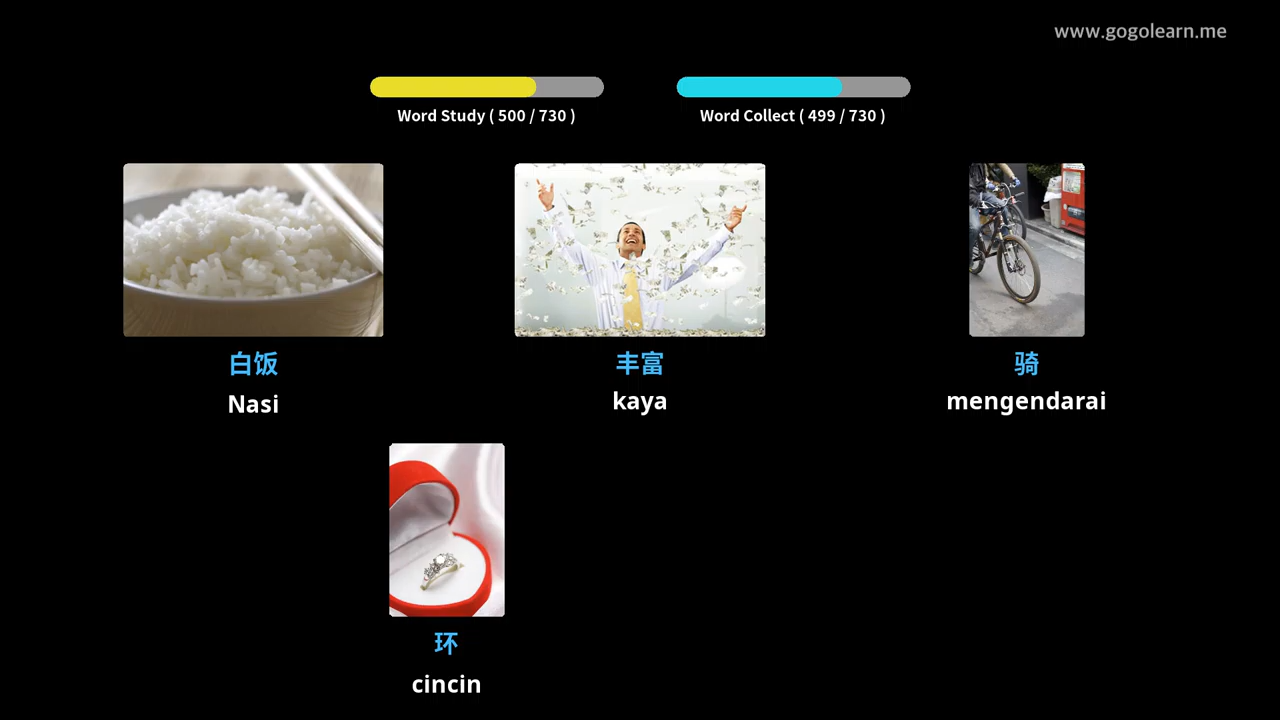 www.gogolearn.me
Word Study ( 500 / 730 )
Word Collect ( 499 / 730 )
白饭
Nasi
丰富
kaya
骑
mengendarai
环
cincin